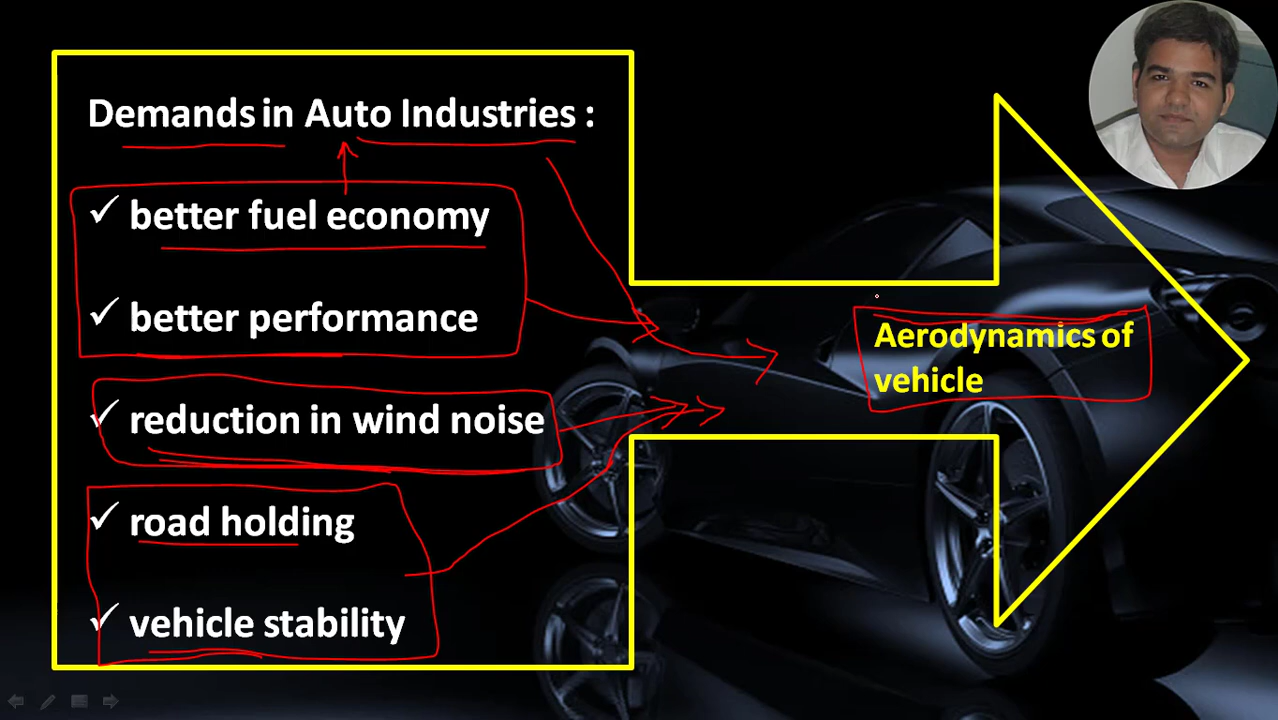 Demands in Auto Industries :
✓ better fuel economy
✓ better performance
✓ reduction in wind noise
✓ road holding
✓ vehicle stability
Aerodynamics of
vehicle